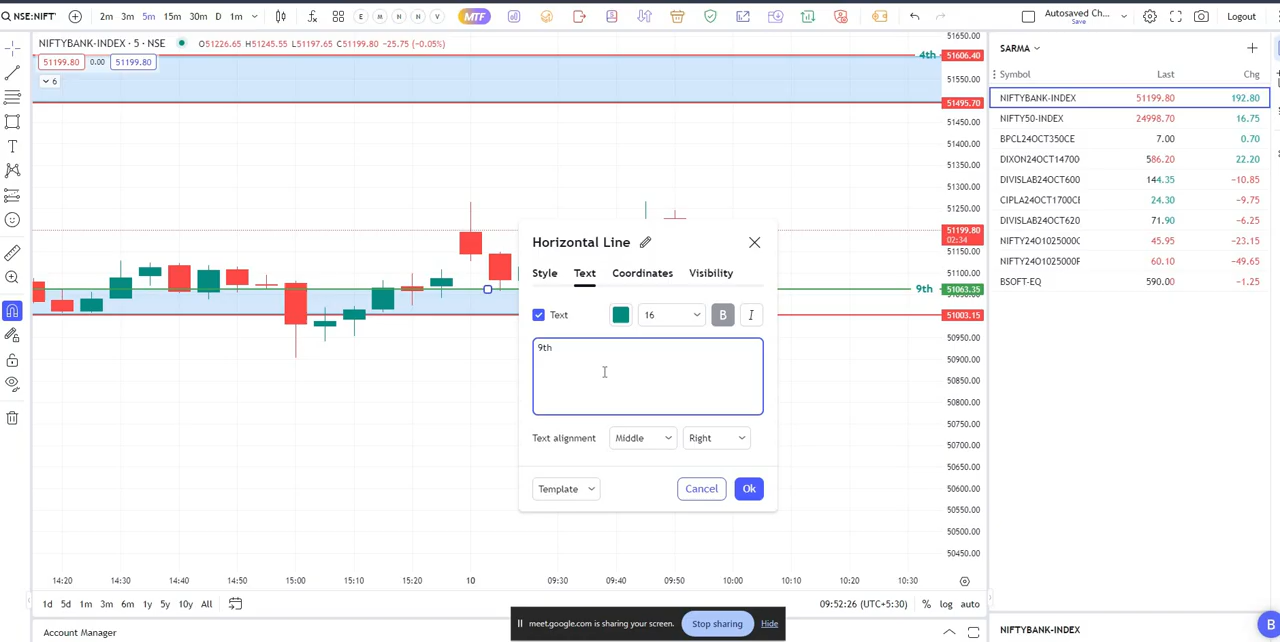 NSE:NIFT
2m 3m 5m 15m 30m D 1m
E M N N V
MTF
Autosaved Ch...
Save
Logout
NIFTYBANK-INDEX · 5 · NSE
O51226.65 H51245.55 L51197.65 C51199.80 -25.75 (-0.05%)
51199.80 0.00 51199.80
6
4th
9th
51650.00
51606.40
51550.00
51495.70
51450.00
51400.00
51350.00
51300.00
51250.00
51199.80
02:34
51150.00
51100.00
51063.35
51003.15
50950.00
50900.00
50850.00
50800.00
50750.00
50700.00
50650.00
50600.00
50550.00
50500.00
50450.00
Horizontal Line
Style Text Coordinates Visibility
Text 16 B I
9th
Text alignment Middle Right
Template Cancel Ok
14:20 14:30 14:40 14:50 15:00 15:10 15:20 10 09:30 09:40 09:50 10:00 10:10 10:20 10:30
1d 5d 1m 3m 6m 1y 5y 10y All
09:52:26 (UTC+5:30) % log auto
meet.google.com is sharing your screen. Stop sharing Hide
Account Manager
SARMA
Symbol Last Chg
NIFTYBANK-INDEX 51199.80 192.80
NIFTY50-INDEX 24998.70 16.75
BPCL24OCT350CE 7.00 0.70
DIXON24OCT14700 586.20 22.20
DIVISLAB24OCT600 144.35 −10.85
CIPLA24OCT1700CE 24.30 −9.75
DIVISLAB24OCT620 71.90 −6.25
NIFTY24O1025000C 45.95 −23.15
NIFTY24O1025000P 60.10 −49.65
BSOFT-EQ 590.00 −1.25
NIFTYBANK-INDEX
B